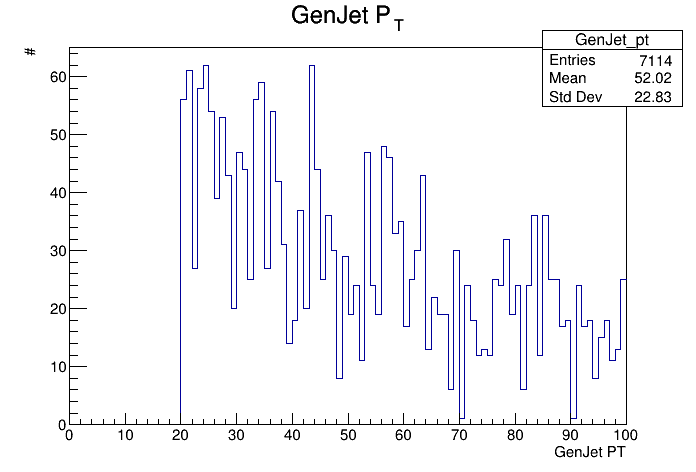 GenJet P_T
GenJet_pt
Entries 7114
Mean 52.02
Std Dev 22.83
#
60
50
40
30
20
10
0
0 10 20 30 40 50 60 70 80 90 100
GenJet PT